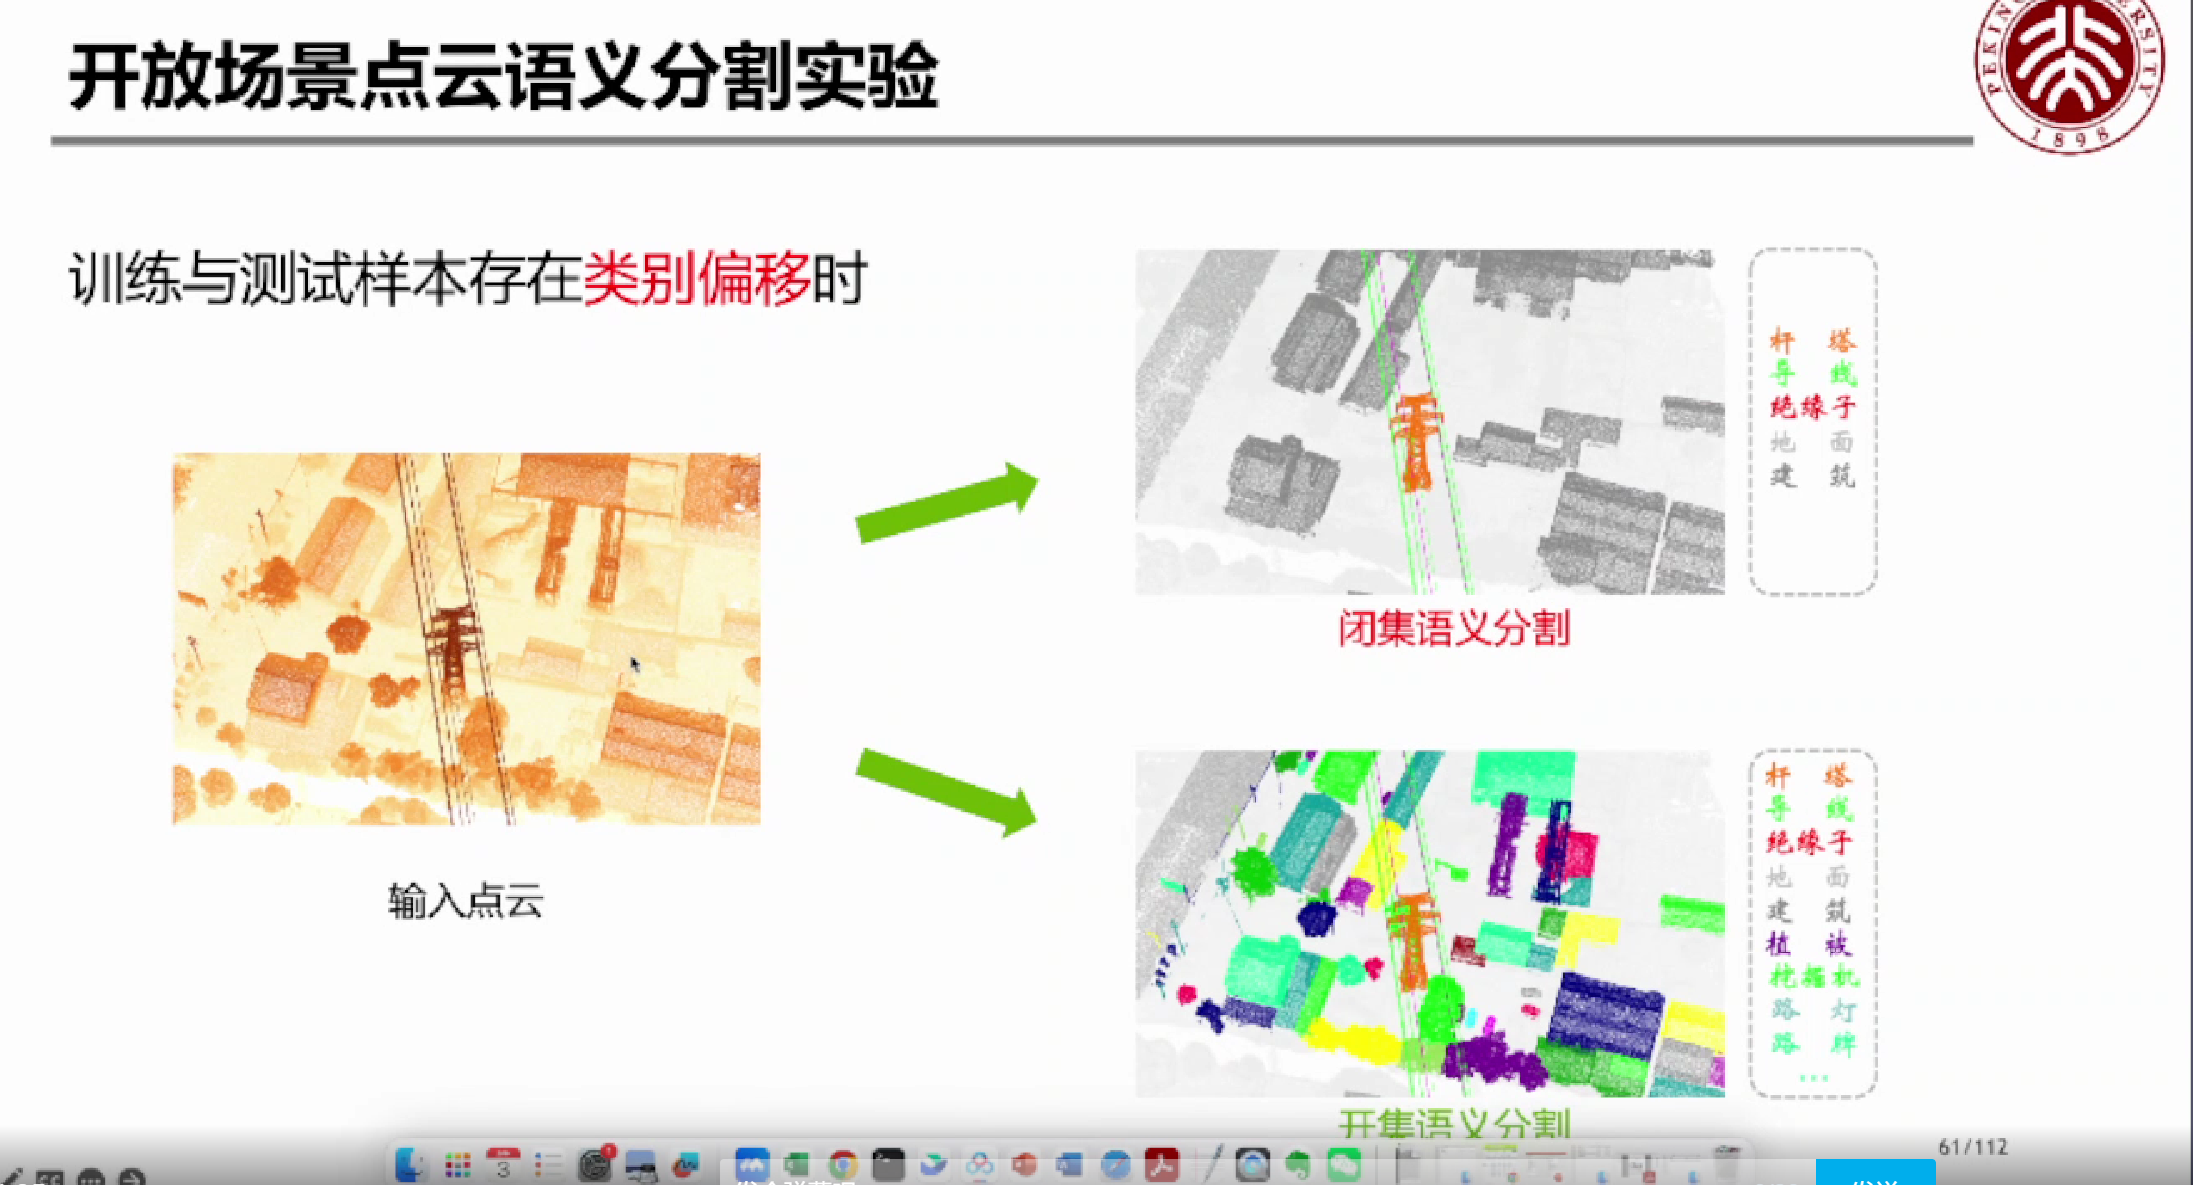 开放场景点云语义分割实验
1898
训练与测试样本存在类别偏移时
杆 塔
导 线
绝缘子
地 面
建 筑
闭集语义分割
输入点云
杆 塔
导 线
绝缘子
地 面
建 筑
植 被
挖掘机
路 灯
路 牌
...
开集语义分割
61/112
3